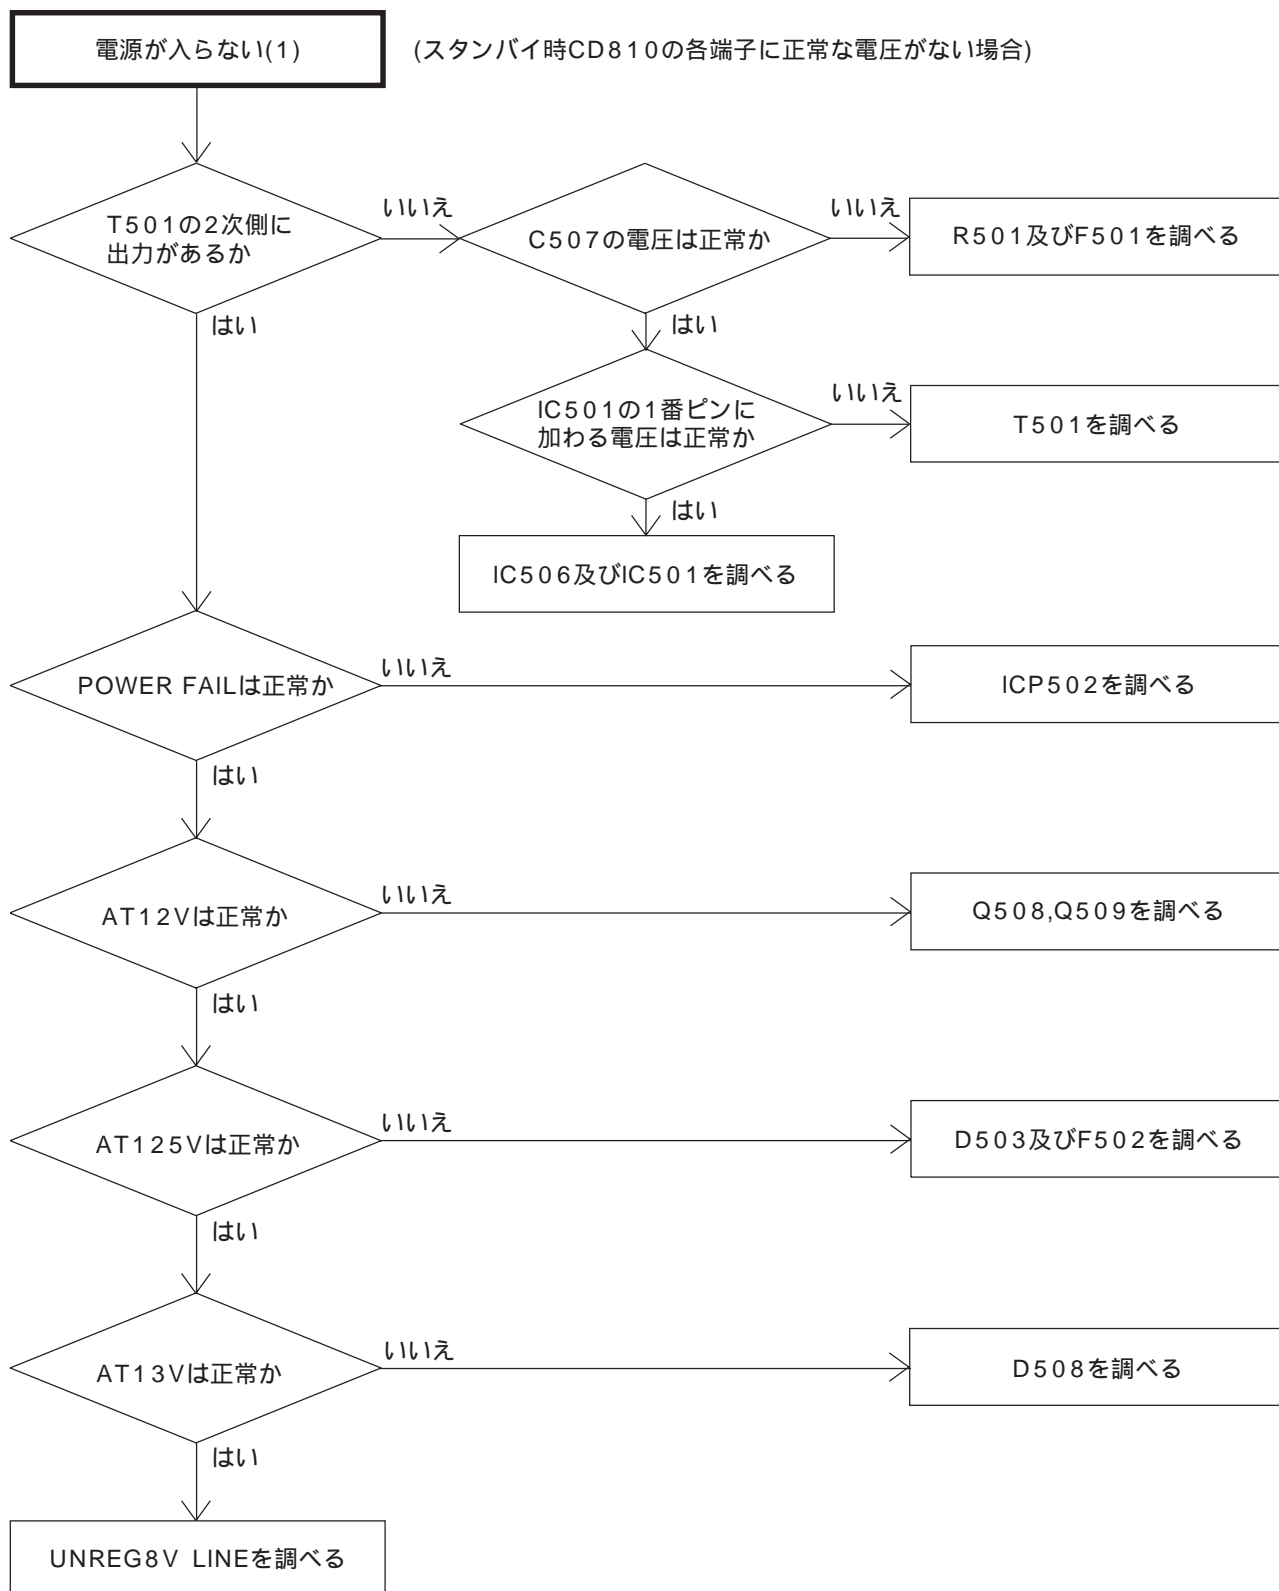 電源が入らない(1)
(スタンバイ時CD810の各端子に正常な電圧がない場合)
T501の2次側に
出力があるか
いいえ
C507の電圧は正常か
いいえ
R501及びF501を調べる
はい
はい
IC501の1番ピンに
加わる電圧は正常か
いいえ
T501を調べる
はい
IC506及びIC501を調べる
POWER FAILは正常か
いいえ
ICP502を調べる
はい
AT12Vは正常か
いいえ
Q508,Q509を調べる
はい
AT125Vは正常か
いいえ
D503及びF502を調べる
はい
AT13Vは正常か
いいえ
D508を調べる
はい
UNREG8V LINEを調べる